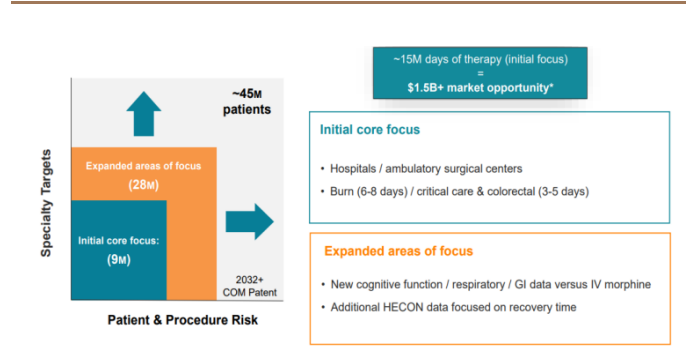 ~15M days of therapy (initial focus)
=
$1.5B+ market opportunity*
~45M
patients
Expanded areas of focus
(28M)
Initial core focus:
(9M)
2032+
COM Patent
Specialty Targets
Patient & Procedure Risk
Initial core focus
• Hospitals / ambulatory surgical centers
• Burn (6-8 days) / critical care & colorectal (3-5 days)
Expanded areas of focus
• New cognitive function / respiratory / GI data versus IV morphine
• Additional HECON data focused on recovery time